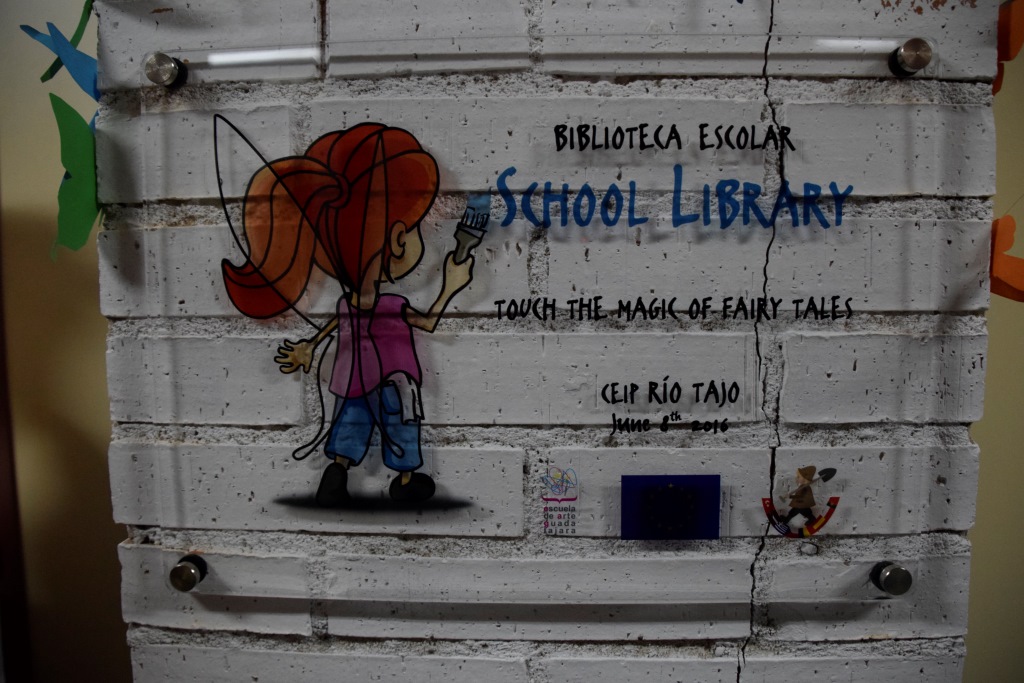 BIBLIOTECA ESCOLAR
SCHOOL LIBRARY
TOUCH THE MAGIC OF FAIRY TALES
CEIP RÍO TAJO
June 8th 2016
escuela
de arte
guada
lajara